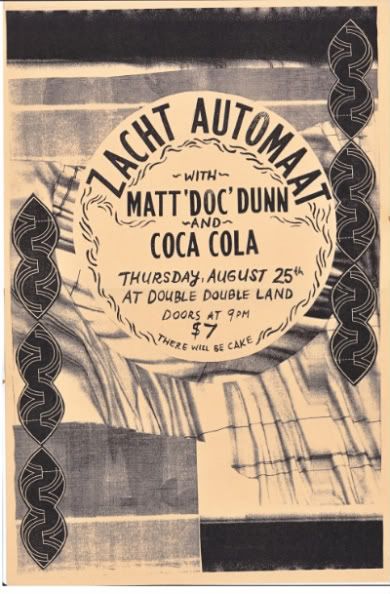 ZACHT AUTOMAAT
~WITH~
MATT 'DOC' DUNN
~AND~
COCA COLA
THURSDAY, AUGUST 25th
AT DOUBLE DOUBLE LAND
DOORS AT 9PM
$7
THERE WILL BE CAKE